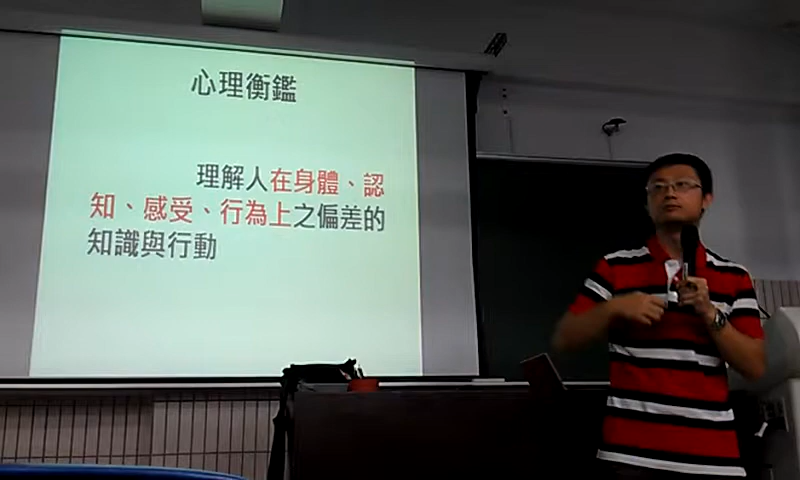 心理衡鑑
理解人在身體、認
知、感受、行為上之偏差的
知識與行動